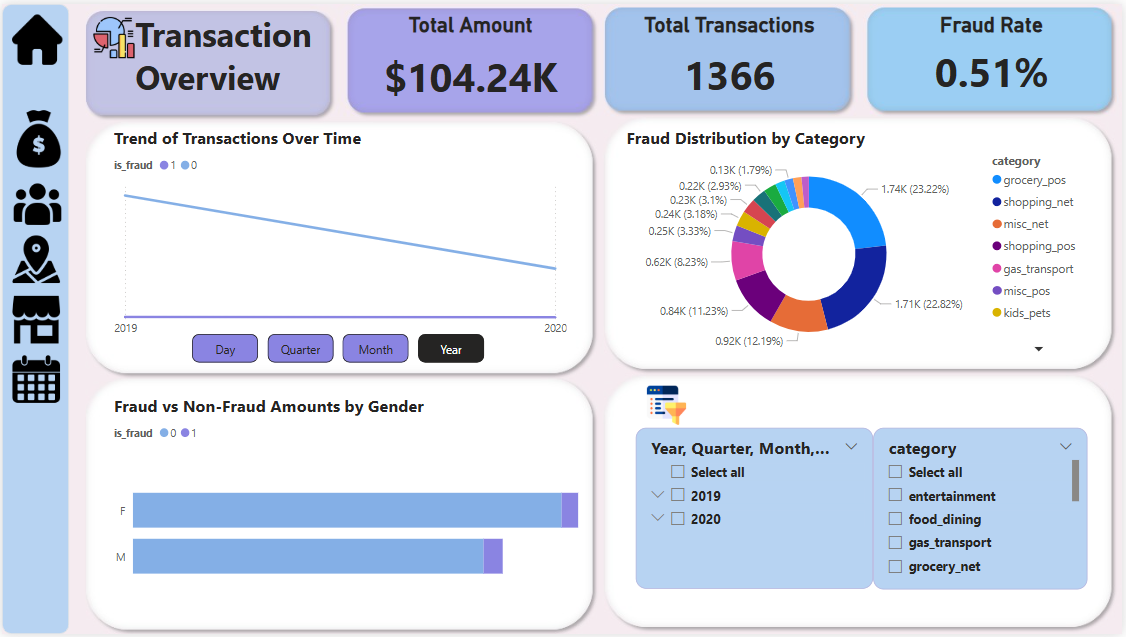 Transaction
Overview
Total Amount
$104.24K
Total Transactions
1366
Fraud Rate
0.51%
Trend of Transactions Over Time
is_fraud 1 0
2019 2020
Day Quarter Month Year
Fraud Distribution by Category
0.13K (1.79%)
0.22K (2.93%)
0.23K (3.1%)
0.24K (3.18%)
0.25K (3.33%)
0.62K (8.23%)
0.84K (11.23%)
0.92K (12.19%)
1.74K (23.22%)
1.71K (22.82%)
category
grocery_pos
shopping_net
misc_net
shopping_pos
gas_transport
misc_pos
kids_pets
Fraud vs Non-Fraud Amounts by Gender
is_fraud 0 1
F
M
Year, Quarter, Month,...
Select all
2019
2020
category
Select all
entertainment
food_dining
gas_transport
grocery_net
$